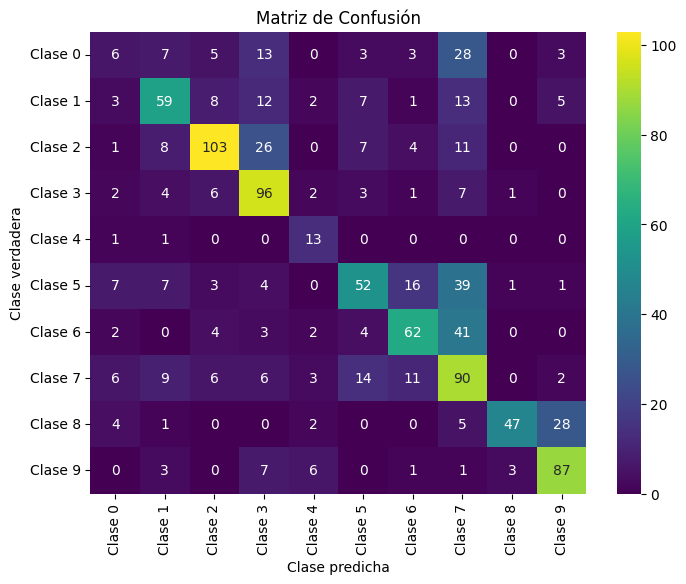 Matriz de Confusión
Clase 0 6 7 5 13 0 3 3 28 0 3
Clase 1 3 59 8 12 2 7 1 13 0 5
Clase 2 1 8 103 26 0 7 4 11 0 0
Clase 3 2 4 6 96 2 3 1 7 1 0
Clase 4 1 1 0 0 13 0 0 0 0 0
Clase 5 7 7 3 4 0 52 16 39 1 1
Clase 6 2 0 4 3 2 4 62 41 0 0
Clase 7 6 9 6 6 3 14 11 90 0 2
Clase 8 4 1 0 0 2 0 0 5 47 28
Clase 9 0 3 0 7 6 0 1 1 3 87
Clase verdadera
Clase 0 Clase 1 Clase 2 Clase 3 Clase 4 Clase 5 Clase 6 Clase 7 Clase 8 Clase 9
Clase predicha
100
80
60
40
20
0